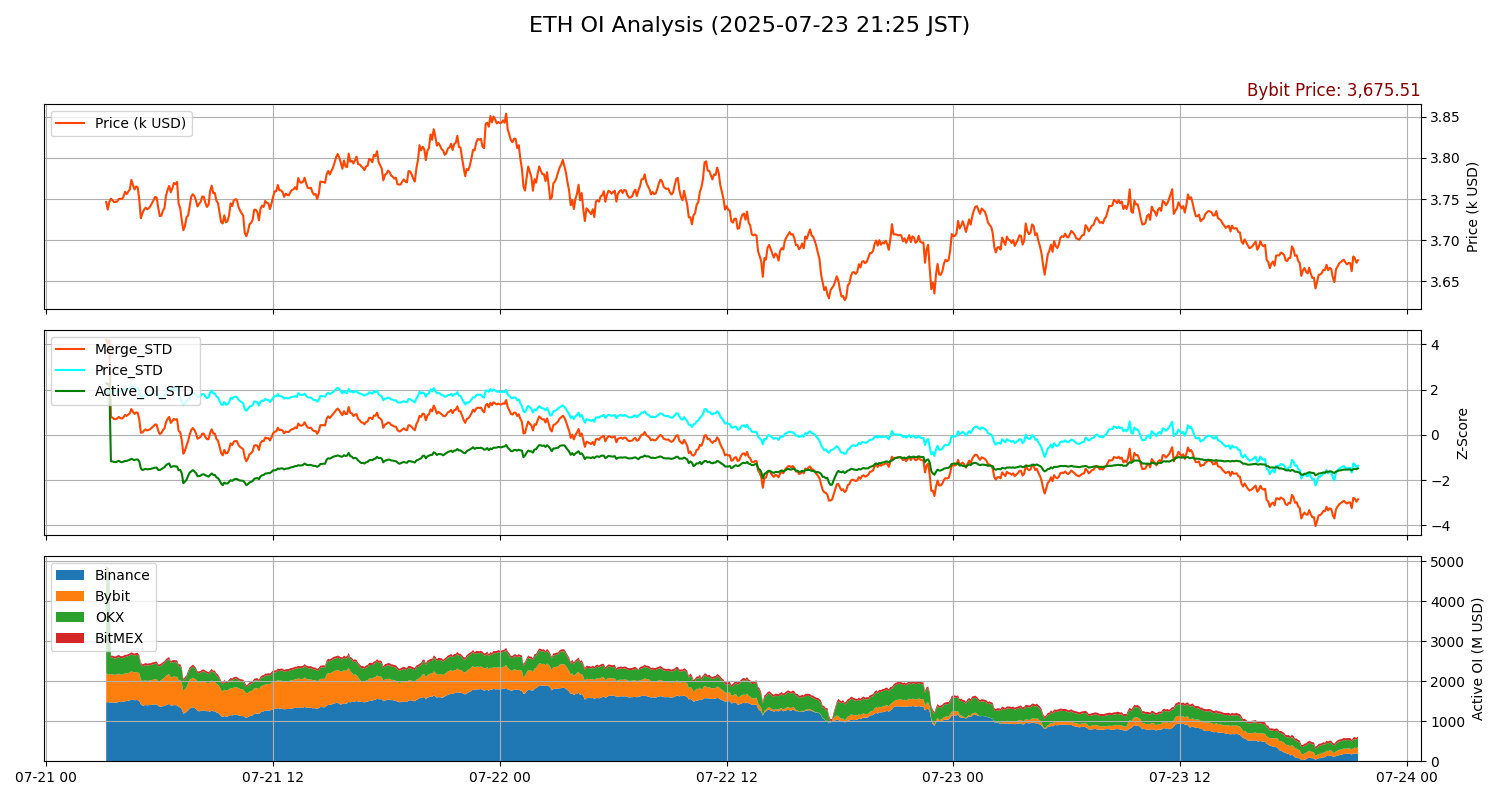 ETH OI Analysis (2025-07-23 21:25 JST)
Bybit Price: 3,675.51
Price (k USD)
3.85
3.80
3.75
3.70
3.65
Price (k USD)
Merge_STD
Price_STD
Active_OI_STD
4
2
0
−2
−4
Z-Score
Binance
Bybit
OKX
BitMEX
5000
4000
3000
2000
1000
0
Active OI (M USD)
07-21 00
07-21 12
07-22 00
07-22 12
07-23 00
07-23 12
07-24 00